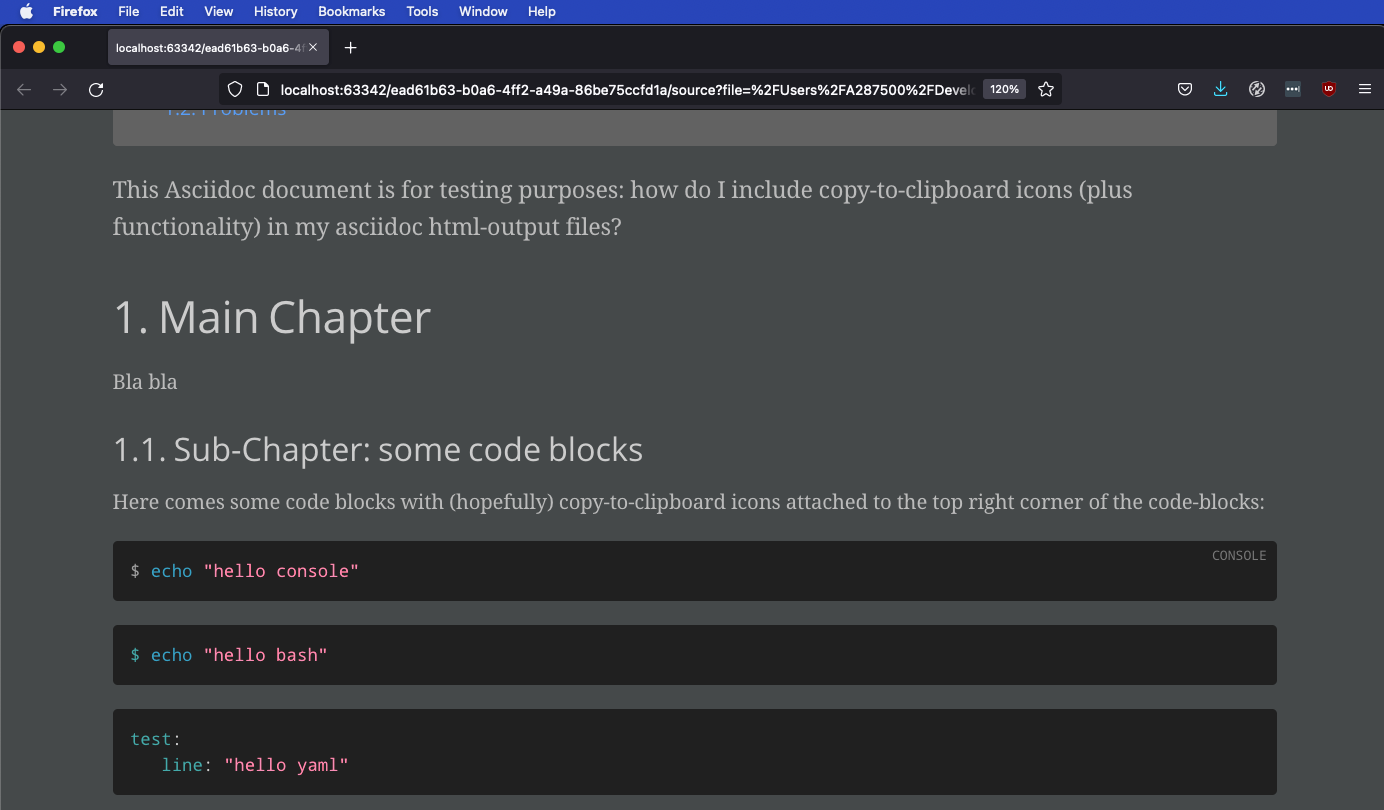 Firefox File Edit View History Bookmarks Tools Window Help
localhost:63342/ead61b63-b0a6-4f
localhost:63342/ead61b63-b0a6-4ff2-a49a-86be75ccfd1a/source?file=%2FUsers%2FA287500%2FDevel 120%
1.2. Problems
This Asciidoc document is for testing purposes: how do I include copy-to-clipboard icons (plus
functionality) in my asciidoc html-output files?
1. Main Chapter
Bla bla
1.1. Sub-Chapter: some code blocks
Here comes some code blocks with (hopefully) copy-to-clipboard icons attached to the top right corner of the code-blocks:
CONSOLE
$ echo "hello console"
$ echo "hello bash"
test:
   line: "hello yaml"